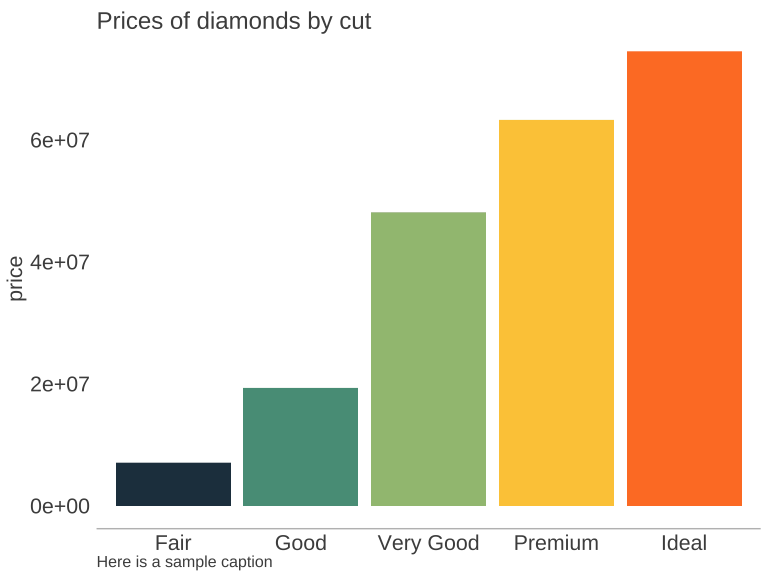 Prices of diamonds by cut
6e+07
4e+07
2e+07
0e+00
price
Fair Good Very Good Premium Ideal
Here is a sample caption